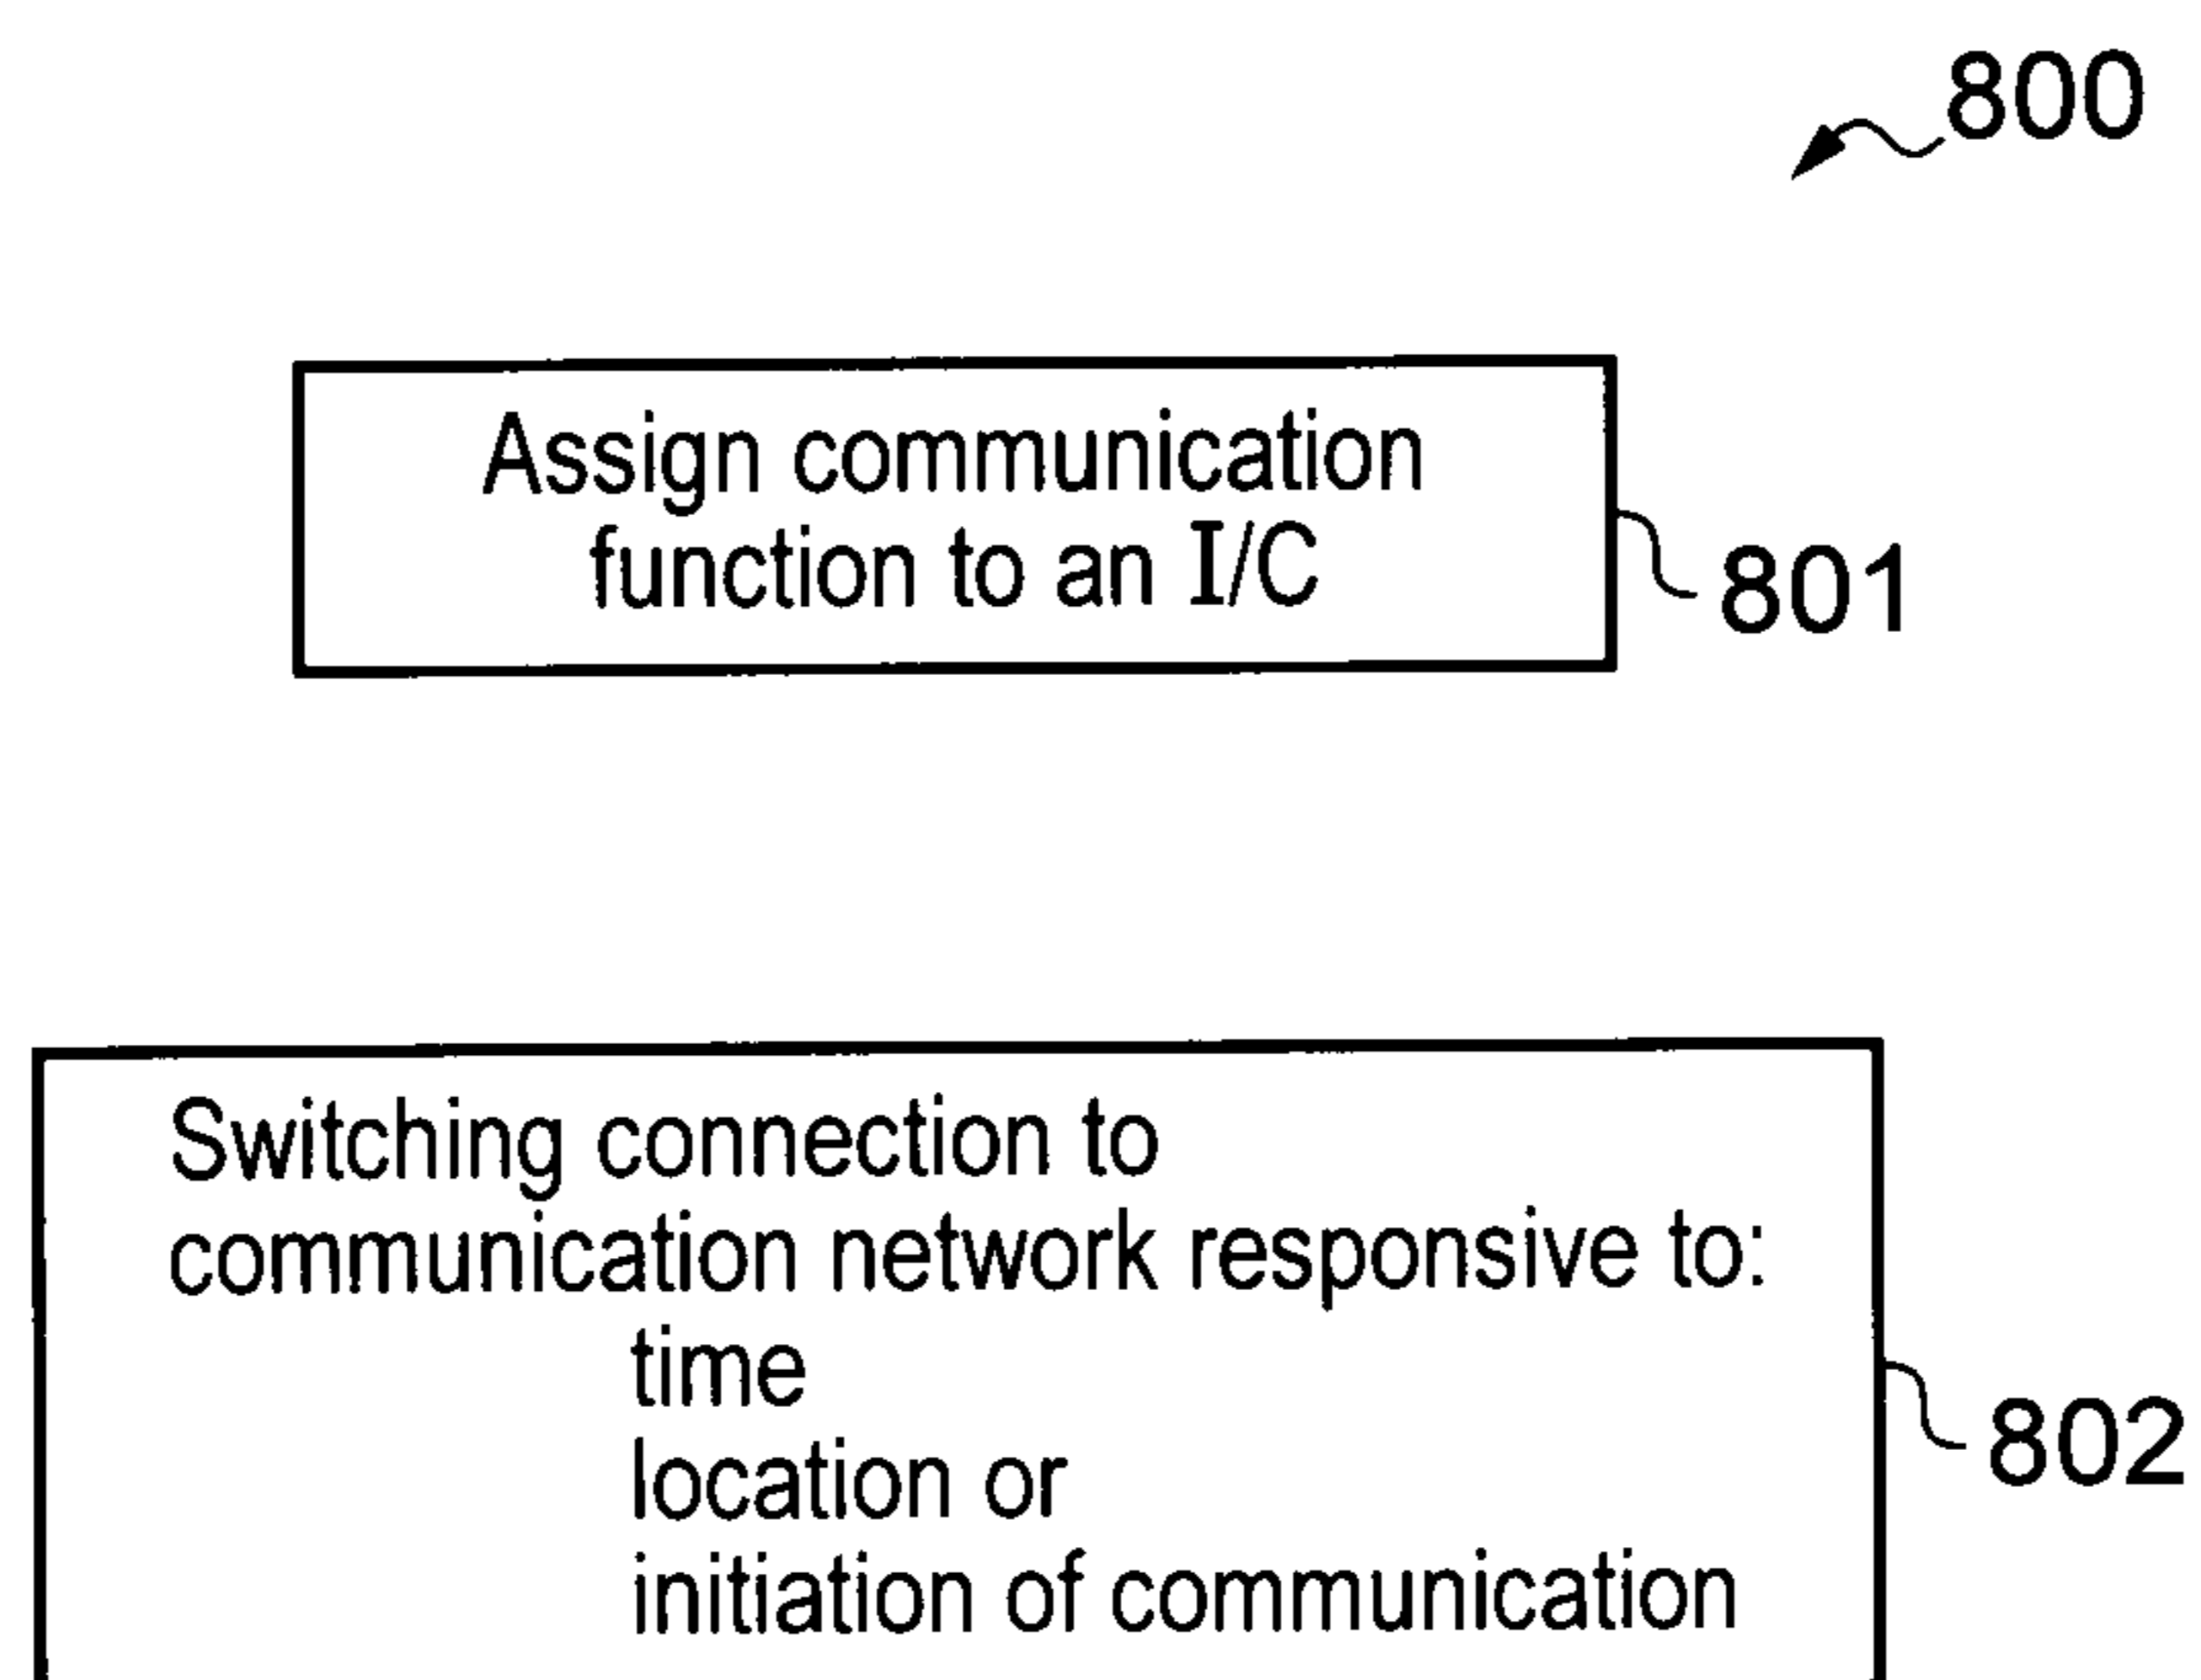 800
Assign communication
function to an I/C
801
Switching connection to
communication network responsive to:
time
location or
initiation of communication
802